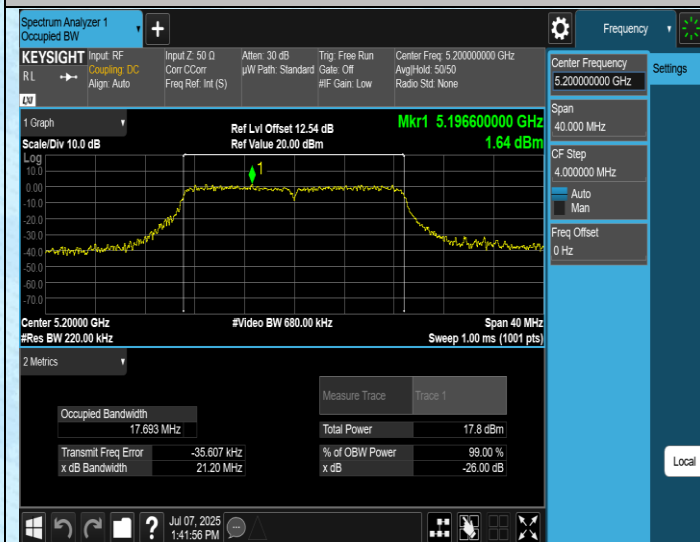 Spectrum Analyzer 1
Occupied BW
+
Frequency
KEYSIGHT
RL
LXI
Input: RF
Coupling: DC
Align: Auto
Input Z: 50 Ω
Corr CCorr
Freq Ref: Int (S)
Atten: 30 dB
µW Path: Standard
Trig: Free Run
Gate: Off
#IF Gain: Low
Center Freq: 5.200000000 GHz
Avg|Hold: 50/50
Radio Std: None
Center Frequency
5.200000000 GHz
Settings
Span
40.000 MHz
CF Step
4.000000 MHz
Auto
Man
Freq Offset
0 Hz
Local
1 Graph
Scale/Div 10.0 dB
Ref Lvl Offset 12.54 dB
Ref Value 20.00 dBm
Mkr1 5.196600000 GHz
1.64 dBm
Log
10.0
0.00
-10.0
-20.0
-30.0
-40.0
-50.0
-60.0
-70.0
1
Center 5.20000 GHz
#Res BW 220.00 kHz
#Video BW 680.00 kHz
Span 40 MHz
Sweep 1.00 ms (1001 pts)
2 Metrics
Measure Trace
Trace 1
Occupied Bandwidth
17.693 MHz
Total Power
17.8 dBm
Transmit Freq Error
-35.607 kHz
% of OBW Power
99.00 %
x dB Bandwidth
21.20 MHz
x dB
-26.00 dB
?
Jul 07, 2025
1:41:56 PM